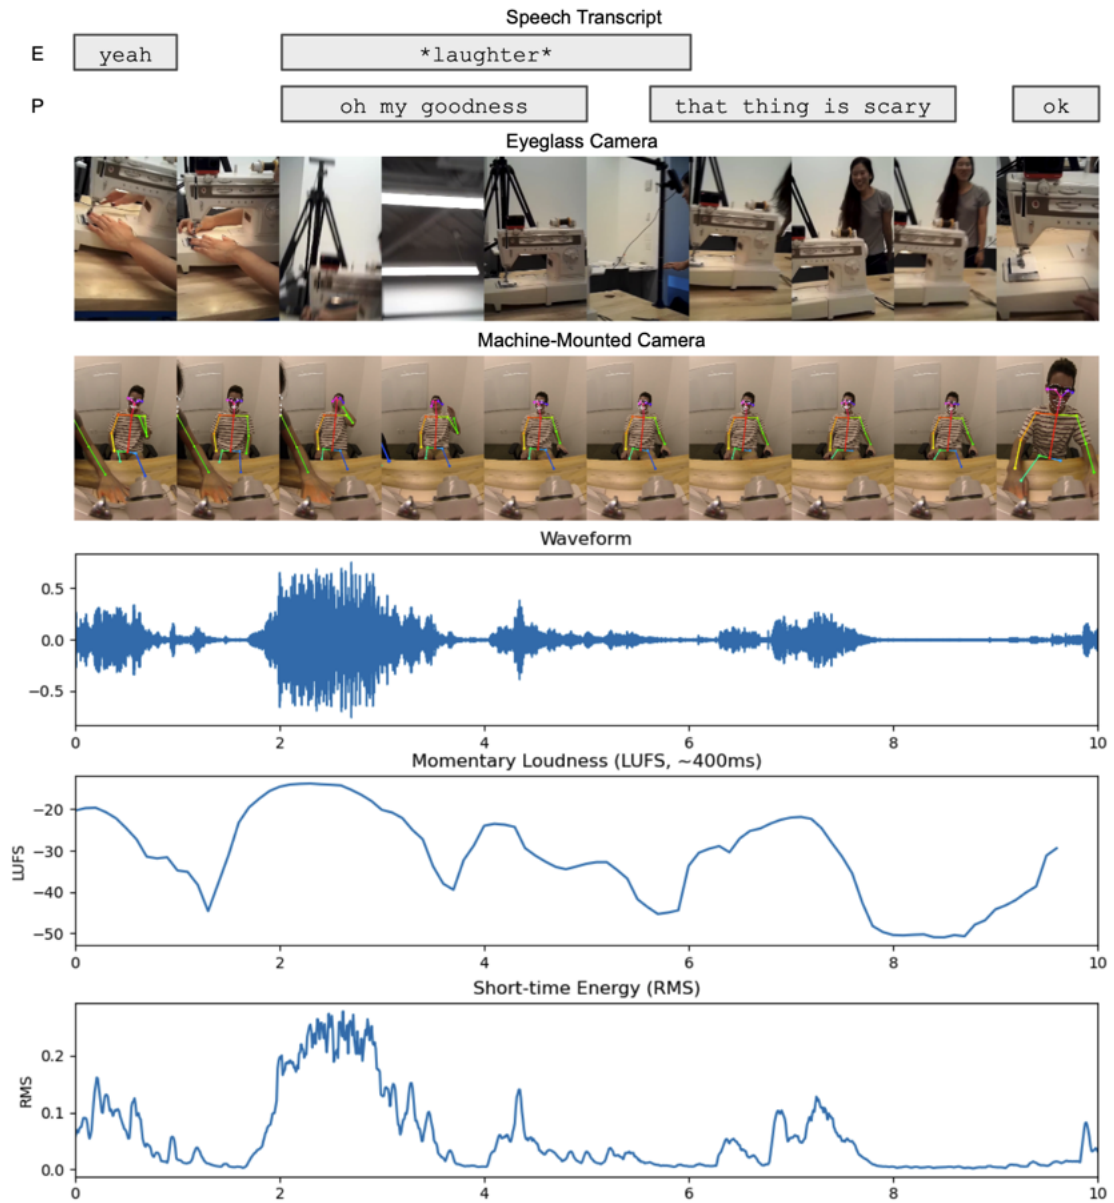 Speech Transcript
E yeah *laughter*
P oh my goodness that thing is scary ok
Eyeglass Camera
Machine-Mounted Camera
Waveform
0.5
0.0
−0.5
0 2 4 6 8 10
Momentary Loudness (LUFS, ~400ms)
LUFS
−20
−30
−40
−50
0 2 4 6 8 10
Short-time Energy (RMS)
RMS
0.2
0.1
0.0
0 2 4 6 8 10